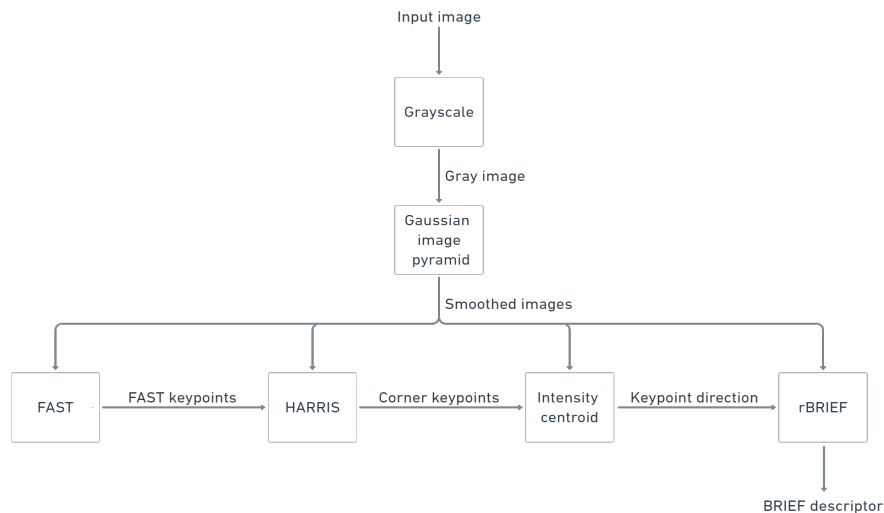 Input image
Grayscale
Gray image
Gaussian
image
pyramid
Smoothed images
FAST
FAST keypoints
HARRIS
Corner keypoints
Intensity
centroid
Keypoint direction
rBRIEF
BRIEF descriptor